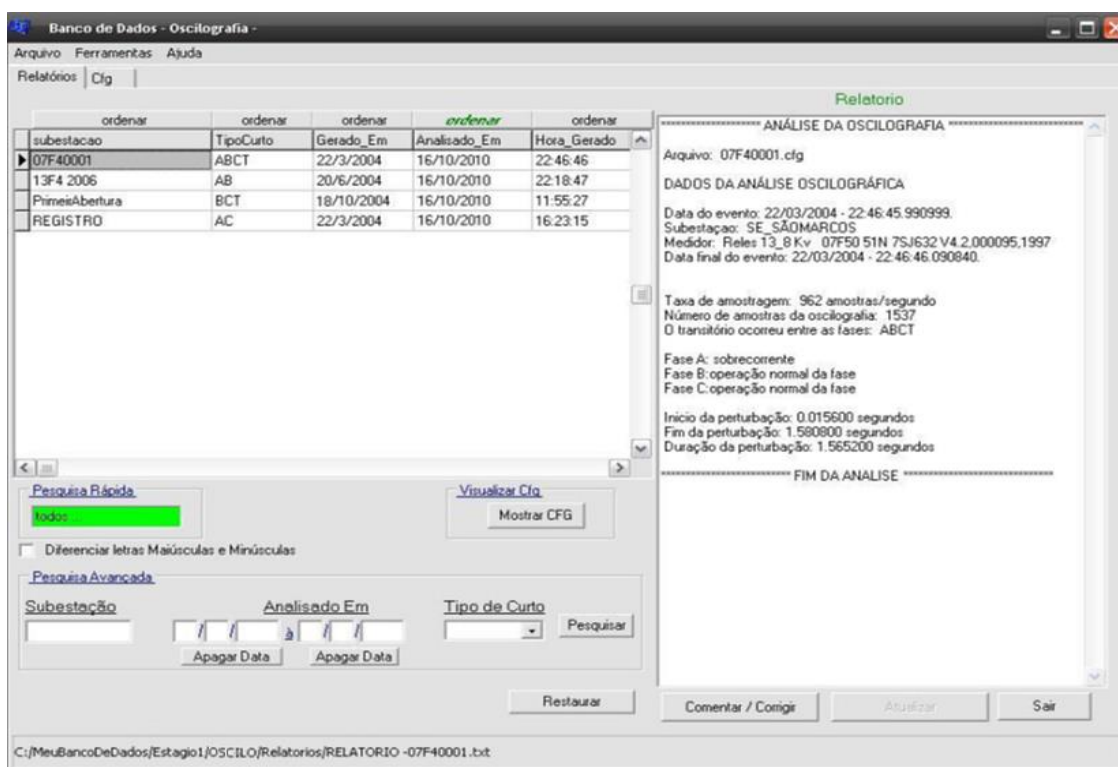 Banco de Dados - Oscilografia -
Arquivo Ferramentas Ajuda
Relatórios Cfg
ordenar ordenar ordenar ordenar ordenar
subestacao TipoCurto Gerado_Em Analisado_Em Hora_Gerado
07F40001 ABCT 22/3/2004 16/10/2010 22:46:46
13F4 2006 AB 20/6/2004 16/10/2010 22:18:47
PrimeirAbertura BCT 18/10/2004 16/10/2010 11:55:27
REGISTRO AC 22/3/2004 16/10/2010 16:23:15
Pesquisa Rápida
todos ...
Visualizar Cfg
Mostrar CFG
Diferenciar letras Maiúsculas e Minúsculas
Pesquisa Avançada
Subestação Analisado Em Tipo de Curto
/ / à / / Pesquisar
Apagar Data Apagar Data
Restaurar
Relatorio
ANÁLISE DA OSCILOGRAFIA
Arquivo: 07F40001.cfg
DADOS DA ANÁLISE OSCILOGRÁFICA
Data do evento: 22/03/2004 - 22:46:45.990999.
Subestaçao: SE_SÃOMARCOS
Medidor: Reles 13_8 Kv 07F50 51N 7SJ632 V4.2,000095,1997
Data final do evento: 22/03/2004 - 22:46:46.090840.
Taxa de amostragem: 962 amostras/segundo
Número de amostras da oscilografia: 1537
O transitório ocorreu entre as fases: ABCT
Fase A: sobrecorrente
Fase B:operação normal da fase
Fase C:operação normal da fase
Inicio da perturbação: 0.015600 segundos
Fim da perturbação: 1.580800 segundos
Duração da perturbação: 1.565200 segundos
FIM DA ANALISE
Comentar / Corrigir Atualizar Sair
C:/MeuBancoDeDados/Estagio1/OSCILO/Relatorios/RELATORIO -07F40001.txt